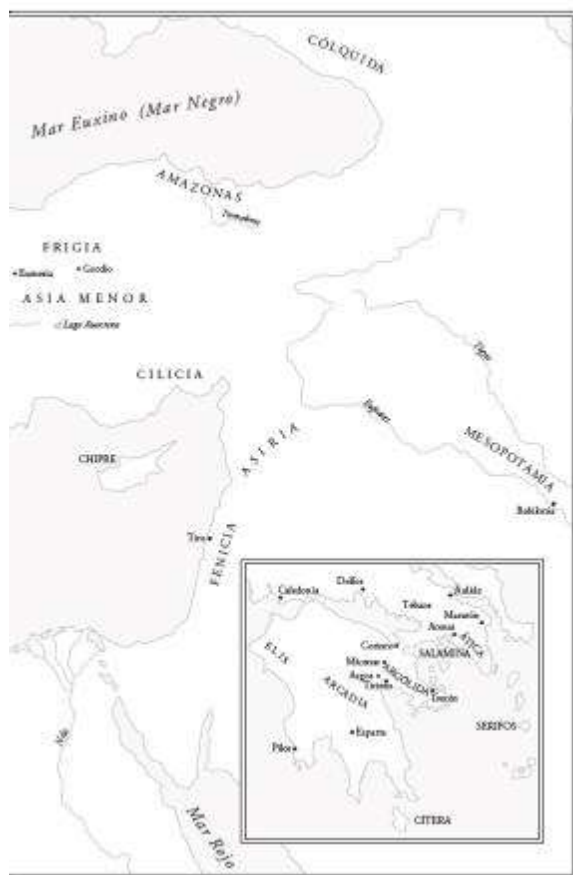 CÓLQUIDA
Mar Euxino (Mar Negro)
AMAZONAS
FRIGIA
Gordio
ASIA MENOR
CILICIA
Tigris
Éufrates
MESOPOTAMIA
ASIRIA
CHIPRE
Babilonia
Tiro
FENICIA
Nilo
Mar Rojo
Delfos
Caledonia
Áulide
Tebas
Maratón
Atenas
ÁTICA
Corinto
SALAMINA
ELIS
Micenas
ARGÓLIDA
Argos
Tirinto
ARCADIA
Trecén
SERIFOS
Esparta
Pilos
CITERA